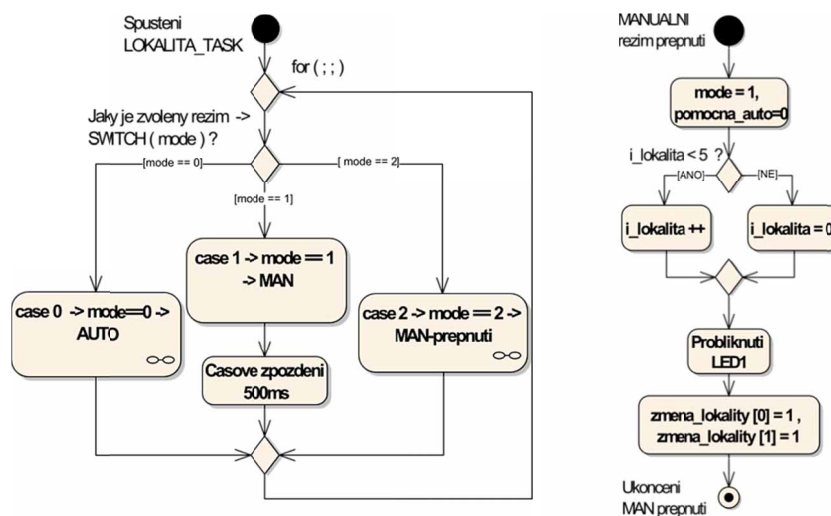 Spusteni
LOKALITA_TASK
for ( ; ; )
Jaky je zvoleny rezim ->
SWITCH ( mode ) ?
[mode == 0]
[ mode == 2]
[mode == 1]
case 1 -> mode == 1
-> MAN
case 0 -> mode==0 ->
AUTO
case 2 -> mode == 2 ->
MAN-prepnuti
Casove zpozdeni
500ms
MANUALNI
rezim prepnuti
mode = 1,
pomocna_auto=0
i_lokalita < 5 ?
[ANO]
[NE]
i_lokalita ++
i_lokalita = 0
Probliknuti
LED1
zmena_lokality [0] = 1 ,
zmena_lokality [1] = 1
Ukonceni
MAN prepnuti